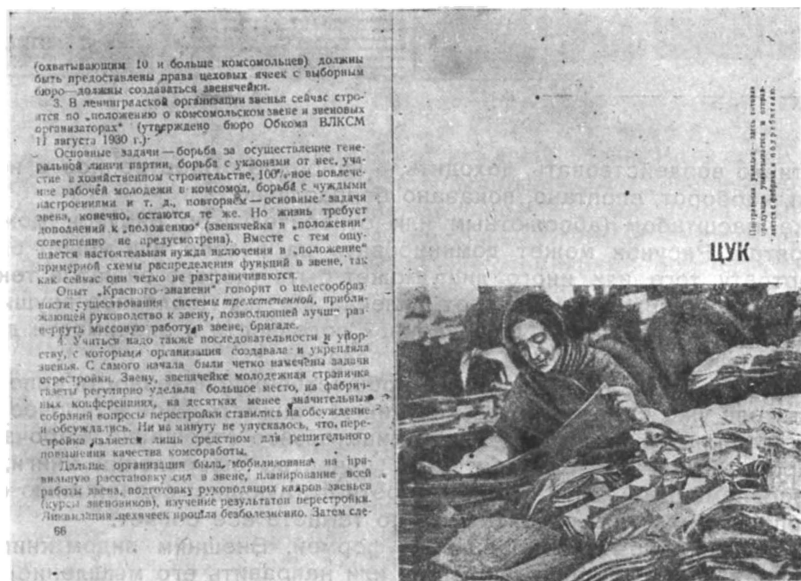 (охватывающим 10 и больше комсомольцев) должны
быть предоставлены права цеховых ячеек с выборным
бюро—должны создаваться звенячейки.
3. В ленинградской организации звенья сейчас стро-
ятся по „положению о комсомольском звене и звеновых
организаторах“ (утверждено бюро Обкома ВЛКСМ
11 августа 1930 г.)
Основные задачи — борьба за осуществление гене-
ральной линии партии, борьба с уклонами от нее, уча-
стие в хозяйственном строительстве, 100%-ное вовлече-
ние рабочей молодежи в комсомол, борьба с чуждыми
настроениями и т. д., повторяем — основные задачи
звена, конечно, остаются те же. Но жизнь требует
дополнений к „положению“ (звенячейка в „положении“
совершенно не предусмотрена). Вместе с тем ощу-
щается настоятельная нужда включения в „положение“
примерной схемы распределения функций в звене, так
как сейчас они четко не разграничиваются.
Опыт „Красного знамени“ говорит о целесообраз
ности существования системы трехстепенной, прибли-
жающей руководство к звену, позволяющей лучше раз-
вернуть массовую работу в звене, бригаде.
4. Учиться надо также последовательности и упор-
ству, с которыми организация создавала и укрепляла
звенья. С самого начала были четко намечены задачи
перестройки. Звену, звенячейке молодежная страничка
газеты регулярно уделяла большое место, на фабрич-
ных конференциях, на десятках менее значительных
собраний вопросы перестройки ставились на обсуждение
и обсуждались. Ни на минуту не упускалось, что, пере-
стройка является лишь средством для решительного
повышения качества комсоработы.
Дальше организация была мобилизована на пра-
вильную расстановку сил в звене, планирование всей
работы звена, подготовку руководящих кадров звеньев
(курсы звеновиков), изучение результатов перестройки.
Ликвидация цехячеек прошла безболезненно. Затем сле-
66
ЦУК